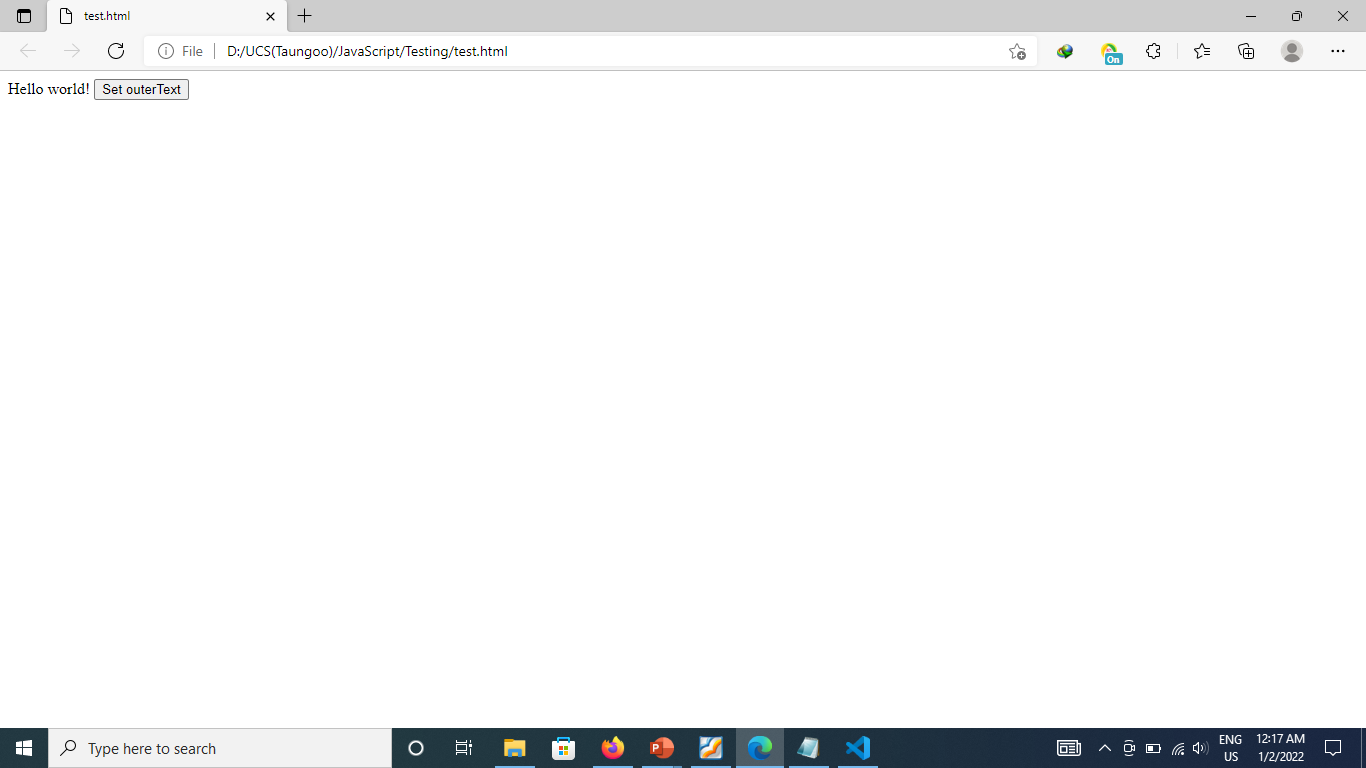 test.html
File
D:/UCS(Taungoo)/JavaScript/Testing/test.html
On
Hello world! Set outerText
Type here to search
ENG
US
12:17 AM
1/2/2022